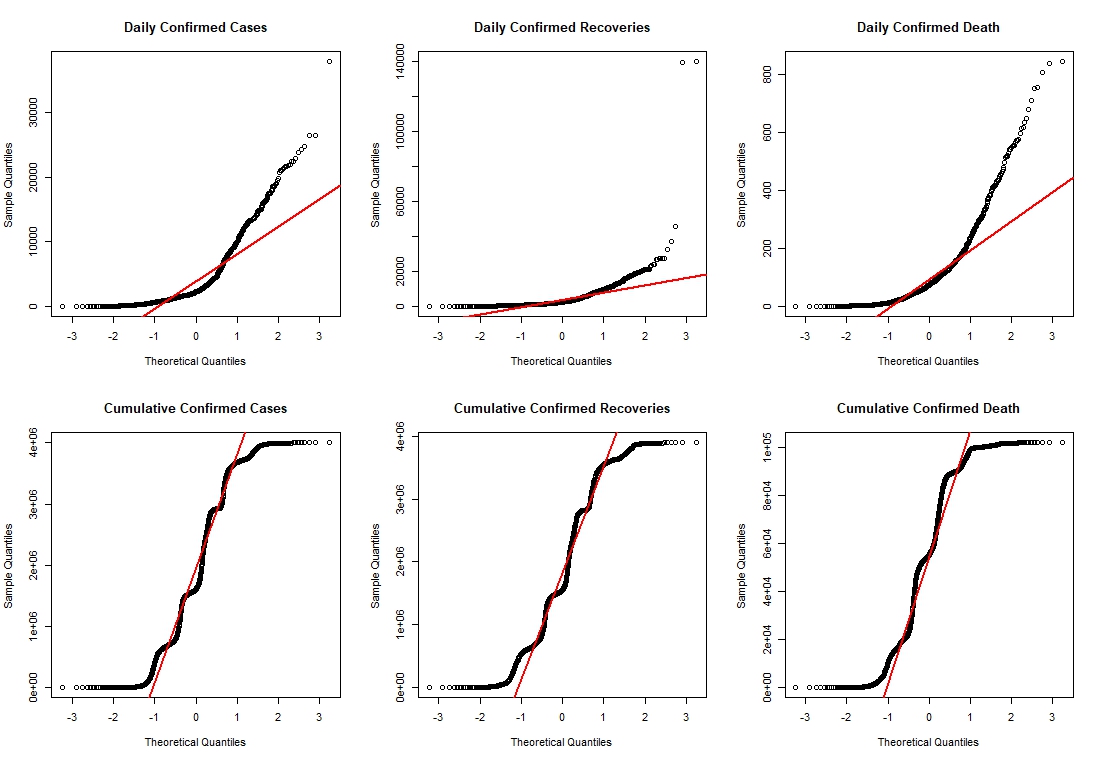 Daily Confirmed Cases
Sample Quantiles
30000
20000
10000
0
-3 -2 -1 0 1 2 3
Theoretical Quantiles
Daily Confirmed Recoveries
Sample Quantiles
140000
100000
60000
20000
0
-3 -2 -1 0 1 2 3
Theoretical Quantiles
Daily Confirmed Death
Sample Quantiles
800
600
400
200
0
-3 -2 -1 0 1 2 3
Theoretical Quantiles
Cumulative Confirmed Cases
Sample Quantiles
4e+06
3e+06
2e+06
1e+06
0e+00
-3 -2 -1 0 1 2 3
Theoretical Quantiles
Cumulative Confirmed Recoveries
Sample Quantiles
4e+06
3e+06
2e+06
1e+06
0e+00
-3 -2 -1 0 1 2 3
Theoretical Quantiles
Cumulative Confirmed Death
Sample Quantiles
1e+05
8e+04
6e+04
4e+04
2e+04
0e+00
-3 -2 -1 0 1 2 3
Theoretical Quantiles